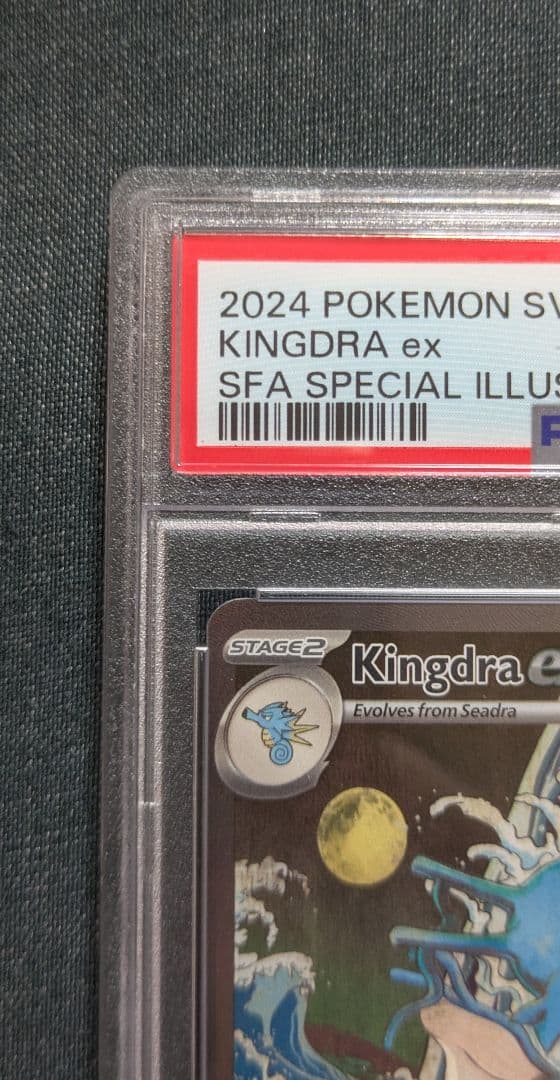 2024 POKEMON SV
KINGDRA ex
SFA SPECIAL ILLUS
STAGE2
Kingdra e
Evolves from Seadra